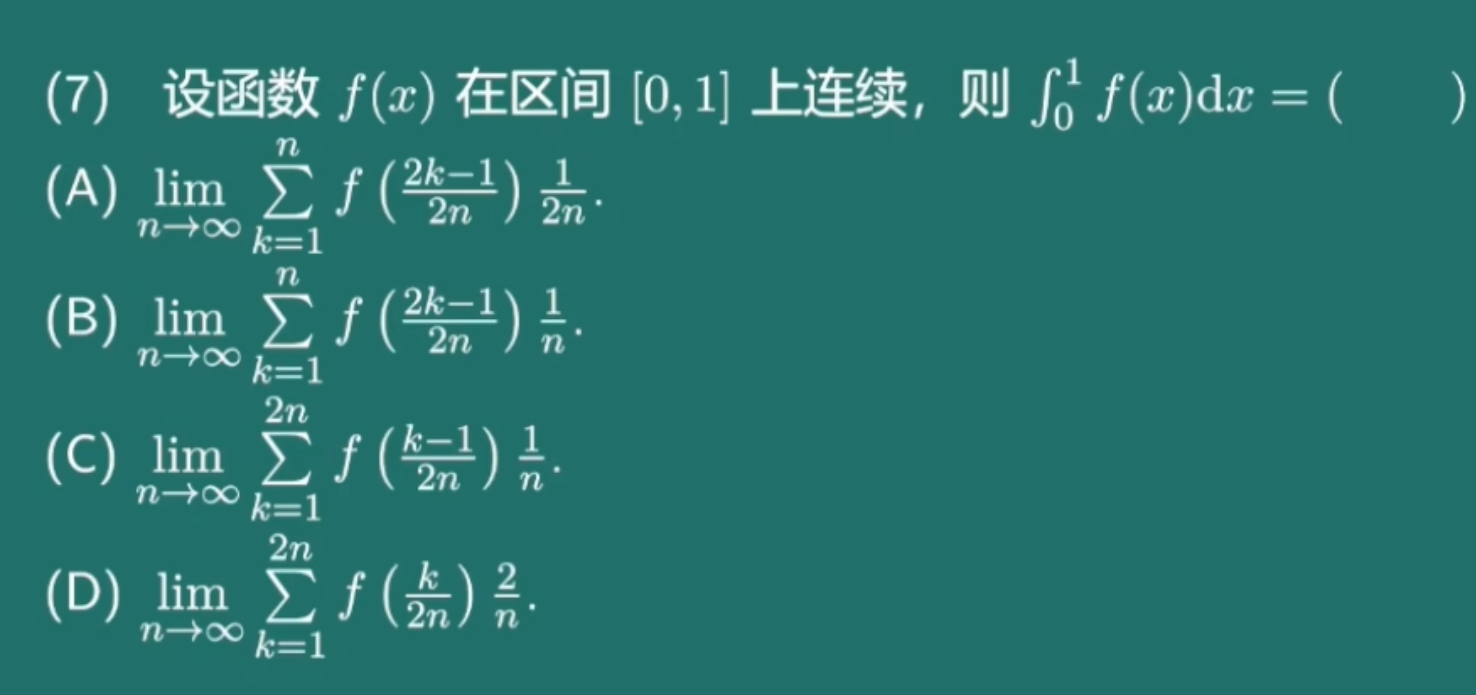 (7) 设函数 $f(x)$ 在区间 $[0,1]$ 上连续，则 $\int_0^1 f(x)\mathrm{d}x=($  $)$
(A) $\lim\limits_{n\to\infty}\sum\limits_{k=1}^{n} f\left(\frac{2k-1}{2n}\right)\frac{1}{2n}.$
(B) $\lim\limits_{n\to\infty}\sum\limits_{k=1}^{n} f\left(\frac{2k-1}{2n}\right)\frac{1}{n}.$
(C) $\lim\limits_{n\to\infty}\sum\limits_{k=1}^{2n} f\left(\frac{k-1}{2n}\right)\frac{1}{n}.$
(D) $\lim\limits_{n\to\infty}\sum\limits_{k=1}^{2n} f\left(\frac{k}{2n}\right)\frac{2}{n}.$